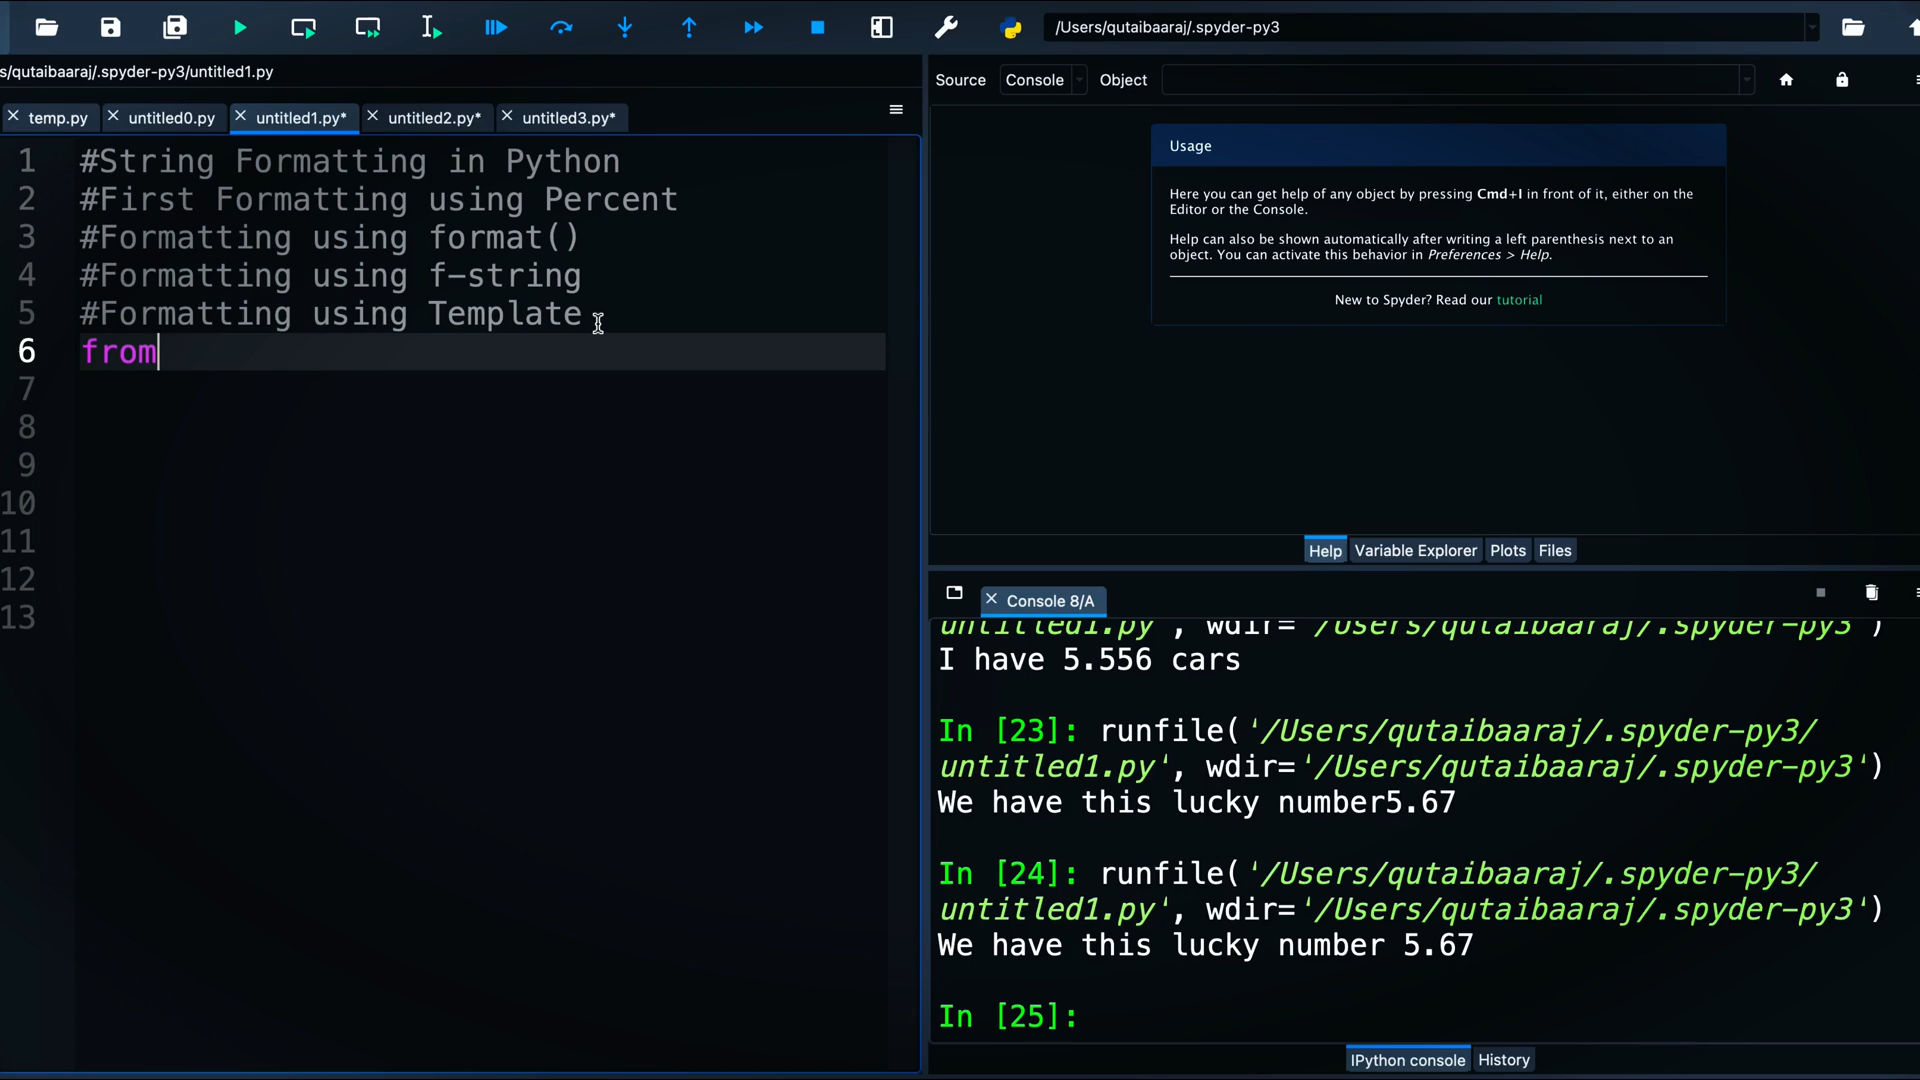 /Users/qutaibaaraj/.spyder-py3
s/qutaibaaraj/.spyder-py3/untitled1.py
temp.py
untitled0.py
untitled1.py*
untitled2.py*
untitled3.py*
1 #String Formatting in Python
2 #First Formatting using Percent
3 #Formatting using format()
4 #Formatting using f-string
5 #Formatting using Template
6 from
7
8
9
10
11
12
13
Source Console Object
Usage
Here you can get help of any object by pressing Cmd+I in front of it, either on the
Editor or the Console.
Help can also be shown automatically after writing a left parenthesis next to an
object. You can activate this behavior in Preferences > Help.
New to Spyder? Read our tutorial
Help Variable Explorer Plots Files
Console 8/A
untitled1.py', wdir='/Users/qutaibaaraj/.spyder-py3')
I have 5.556 cars
In [23]: runfile('/Users/qutaibaaraj/.spyder-py3/
untitled1.py', wdir='/Users/qutaibaaraj/.spyder-py3')
We have this lucky number5.67
In [24]: runfile('/Users/qutaibaaraj/.spyder-py3/
untitled1.py', wdir='/Users/qutaibaaraj/.spyder-py3')
We have this lucky number 5.67
In [25]:
IPython console History